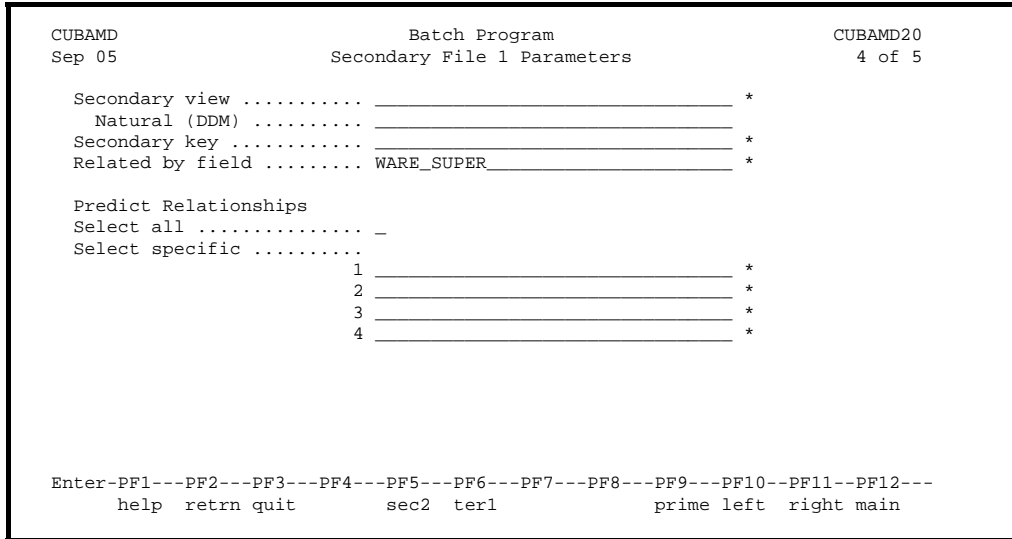 CUBAMD                         Batch Program                         CUBAMD20
Sep 05                  Secondary File 1 Parameters                    4 of 5
Secondary view ........... ________________________________ *
Natural (DDM) .......... ________________________________
Secondary key ............ ________________________________ *
Related by field ......... WARE_SUPER______________________ *
Predict Relationships
Select all ............... _
Select specific ..........
1 ________________________________ *
2 ________________________________ *
3 ________________________________ *
4 ________________________________ *
Enter-PF1---PF2---PF3---PF4---PF5---PF6---PF7---PF8---PF9---PF10--PF11--PF12---
help  retrn quit        sec2  ter1              prime left  right main